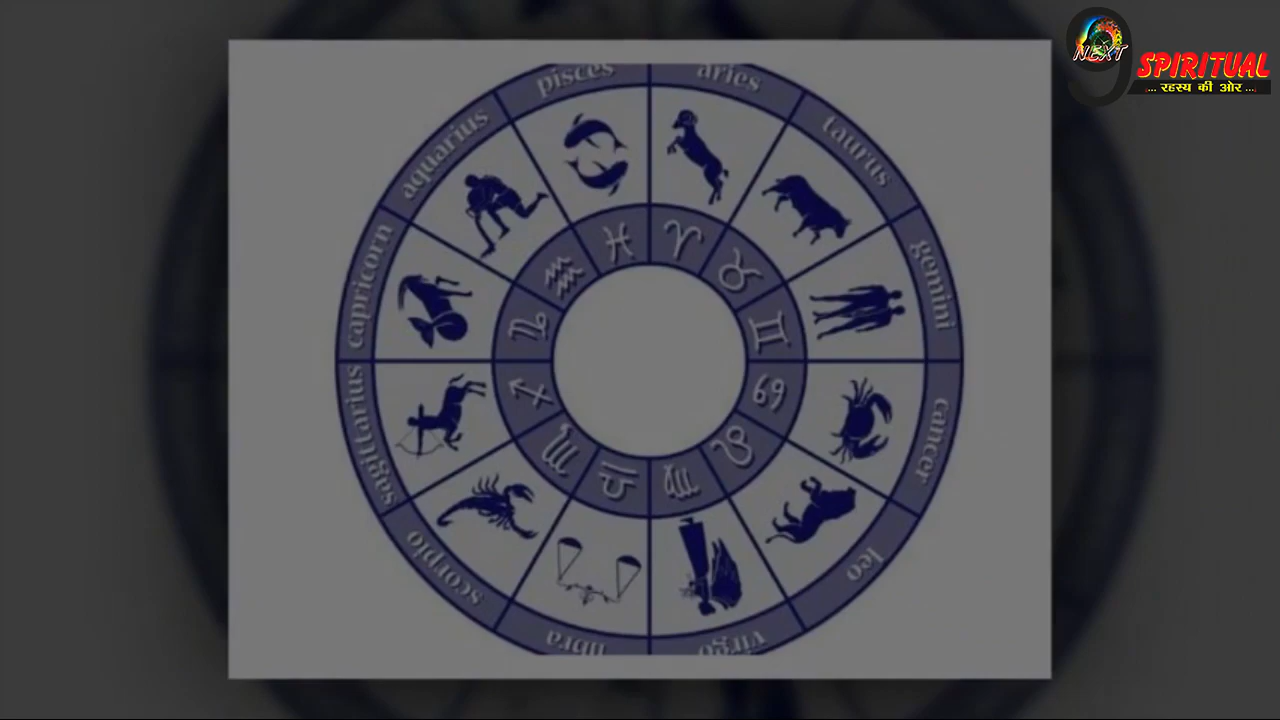 NEXT
SPIRITUAL
... रहस्य की ओर ...
pisces
aries
taurus
gemini
cancer
leo
virgo
libra
scorpio
sagittarius
capricorn
aquarius